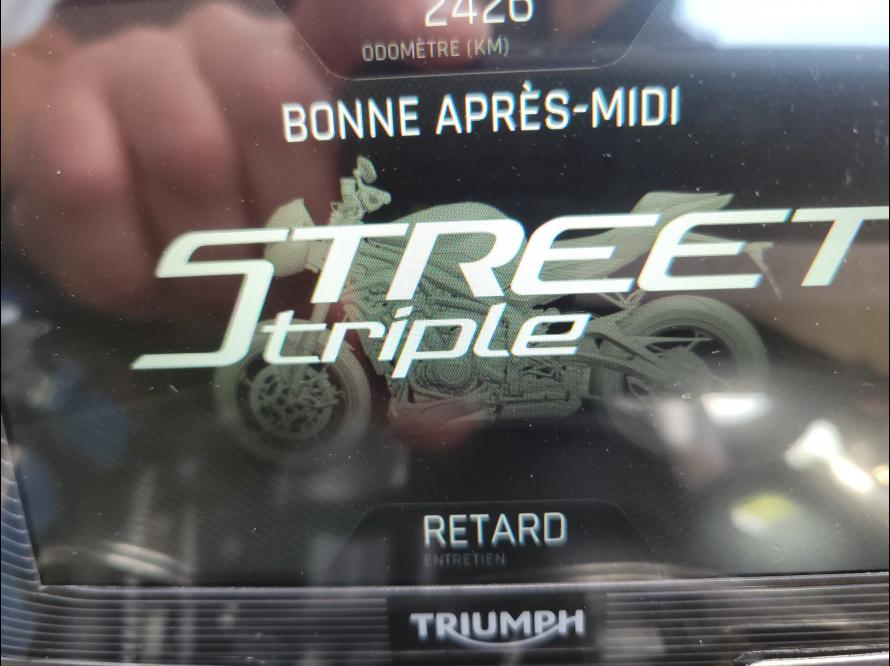 2426
ODOMÈTRE (KM)
BONNE APRÈS-MIDI
STREET
triple
RETARD
ENTRETIEN
TRIUMPH